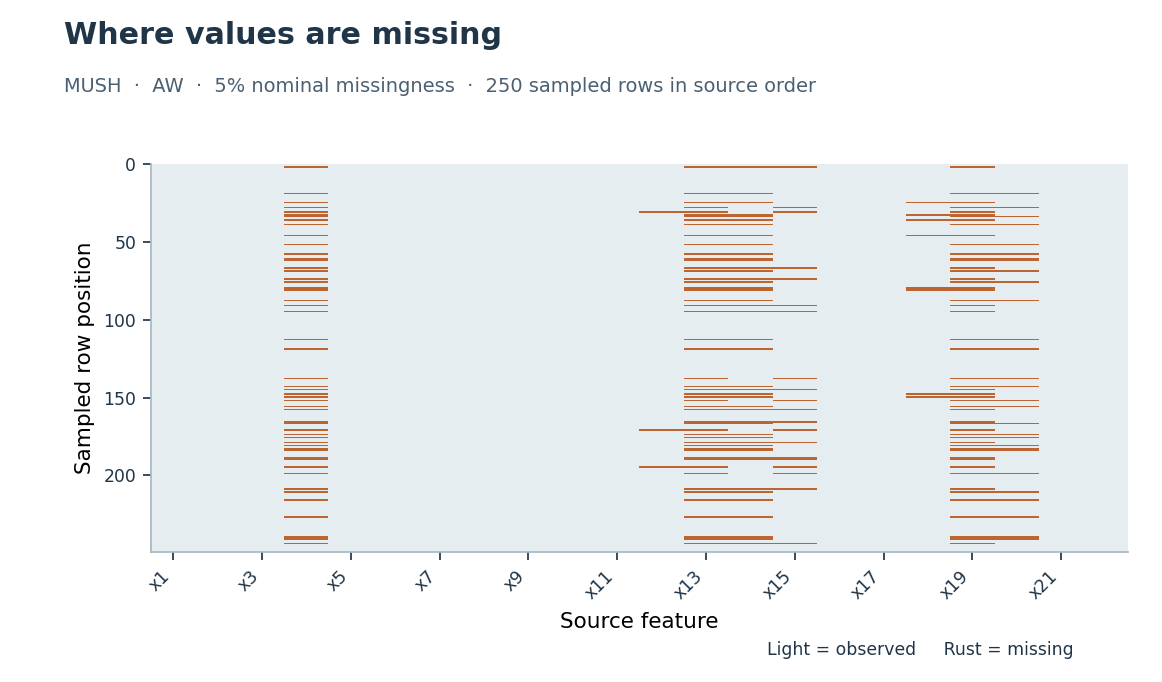 Where values are missing
MUSH · AW · 5% nominal missingness · 250 sampled rows in source order
Sampled row position
0
50
100
150
200
x1
x3
x5
x7
x9
x11
x13
x15
x17
x19
x21
Source feature
Light = observed Rust = missing